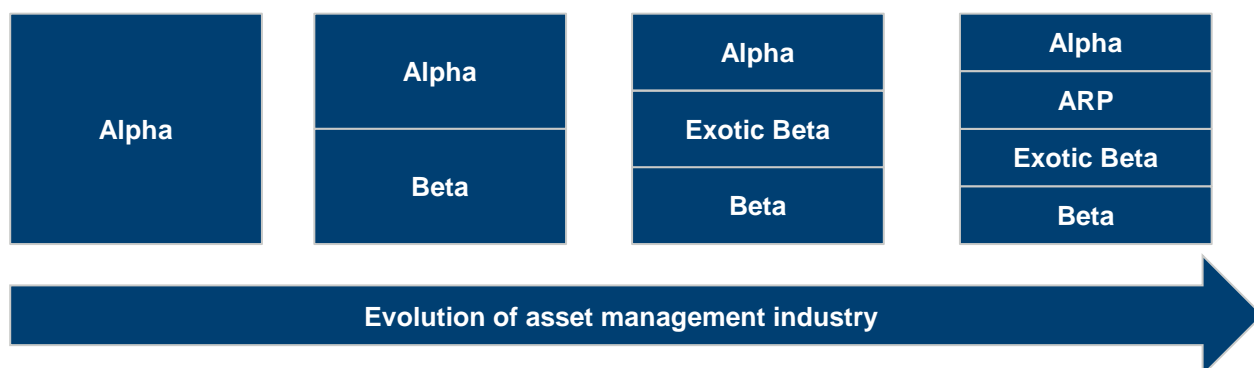 Alpha
Alpha
Beta
Alpha
Exotic Beta
Beta
Alpha
ARP
Exotic Beta
Beta
Evolution of asset management industry